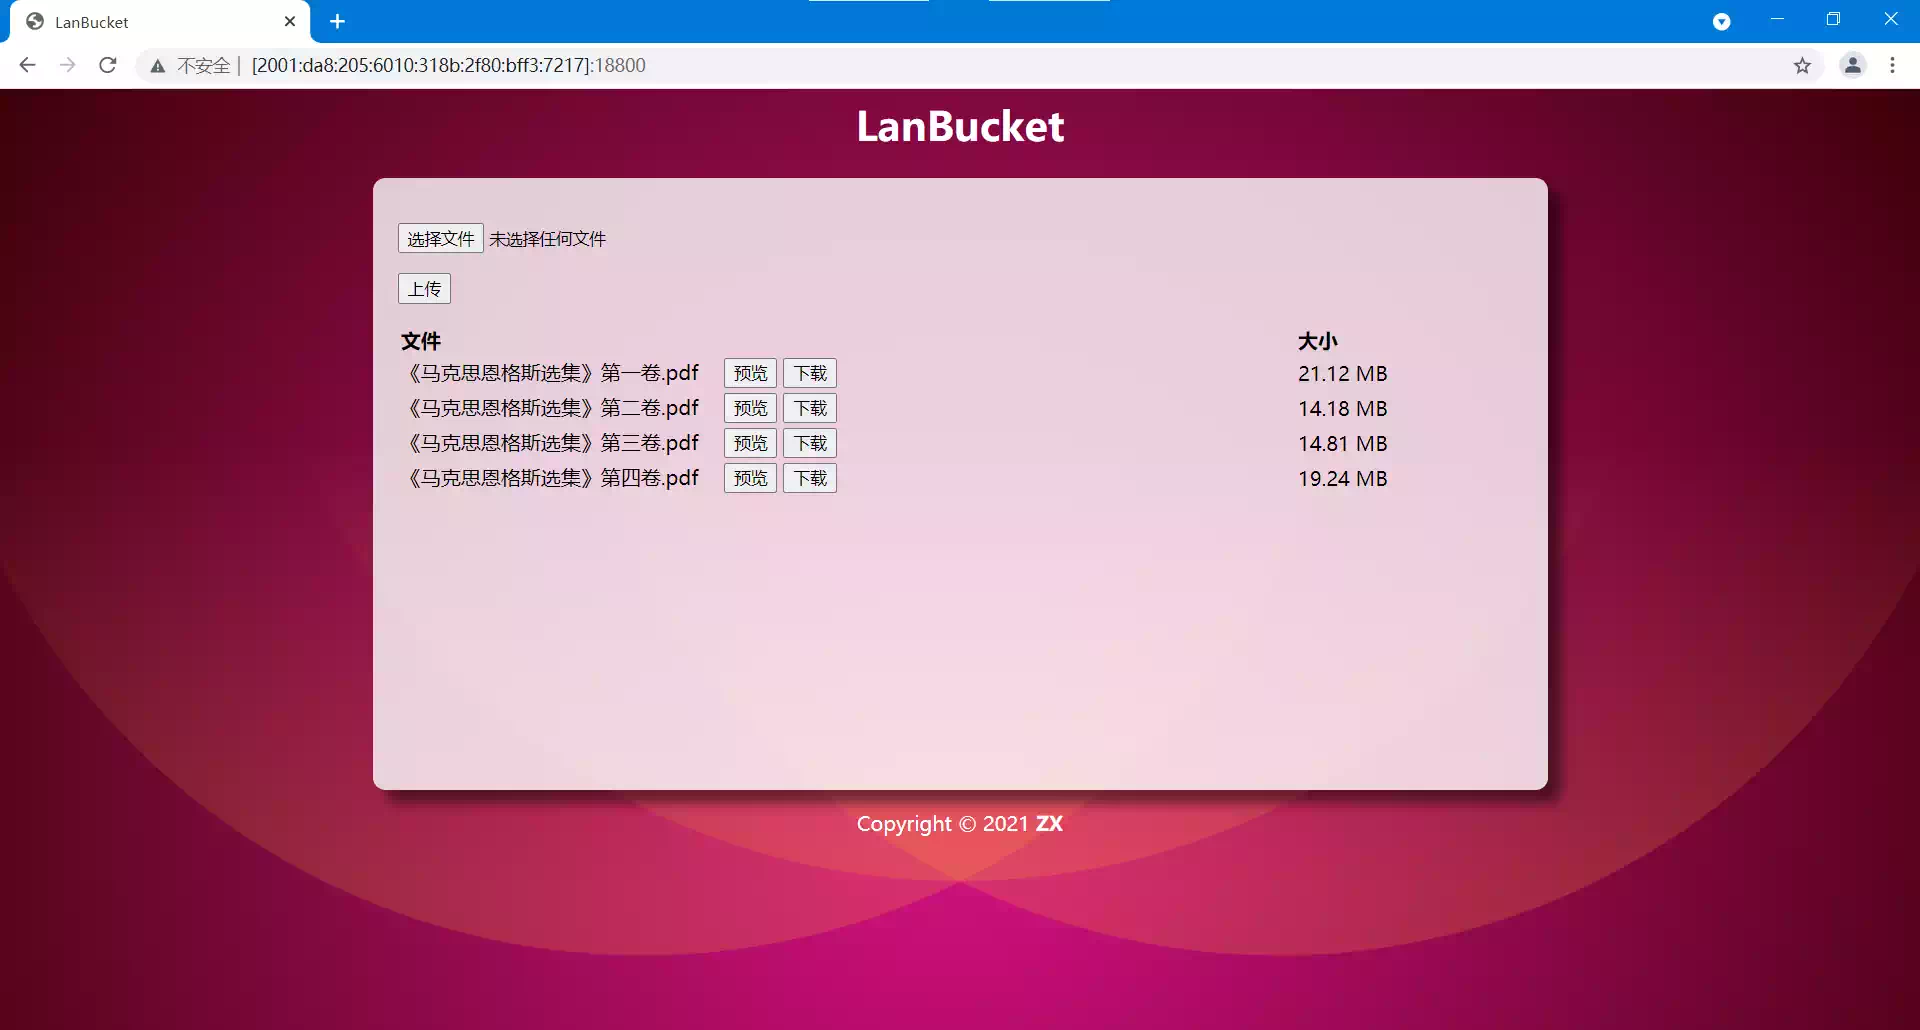 LanBucket
不安全 | [2001:da8:205:6010:318b:2f80:bff3:7217]:18800
LanBucket
选择文件 未选择任何文件
上传
文件 大小
《马克思恩格斯选集》第一卷.pdf 预览 下载 21.12 MB
《马克思恩格斯选集》第二卷.pdf 预览 下载 14.18 MB
《马克思恩格斯选集》第三卷.pdf 预览 下载 14.81 MB
《马克思恩格斯选集》第四卷.pdf 预览 下载 19.24 MB
Copyright © 2021 ZX